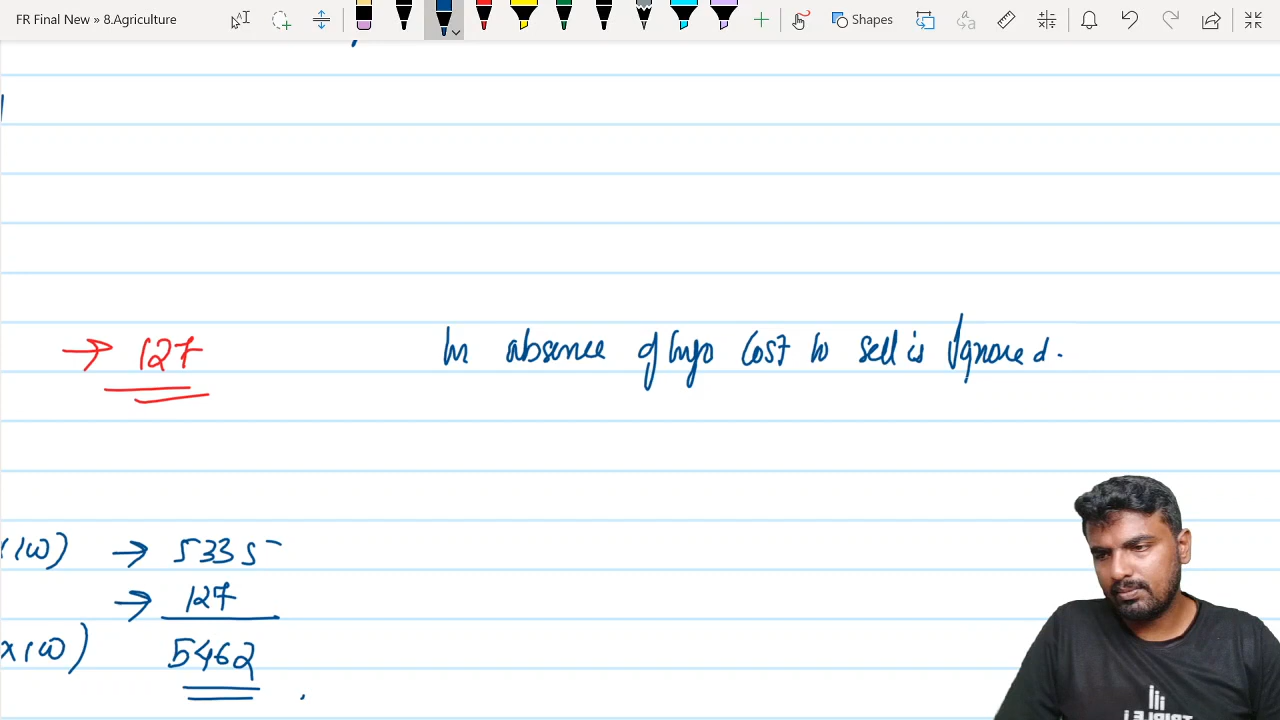 FR Final New » 8.Agriculture
Shapes
→ 127
In absence of Info Cost to sell is Ignored.
→ 5335
→ 127
5462